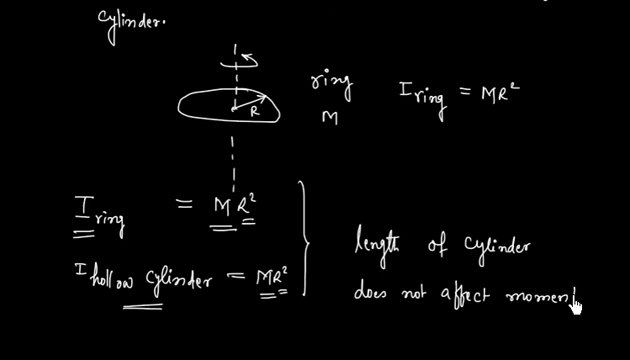 Cylinder.
ring
I ring = MR²
R
M
I ring = MR²
I hollow cylinder = MR²
length of cylinder
does not affect moment